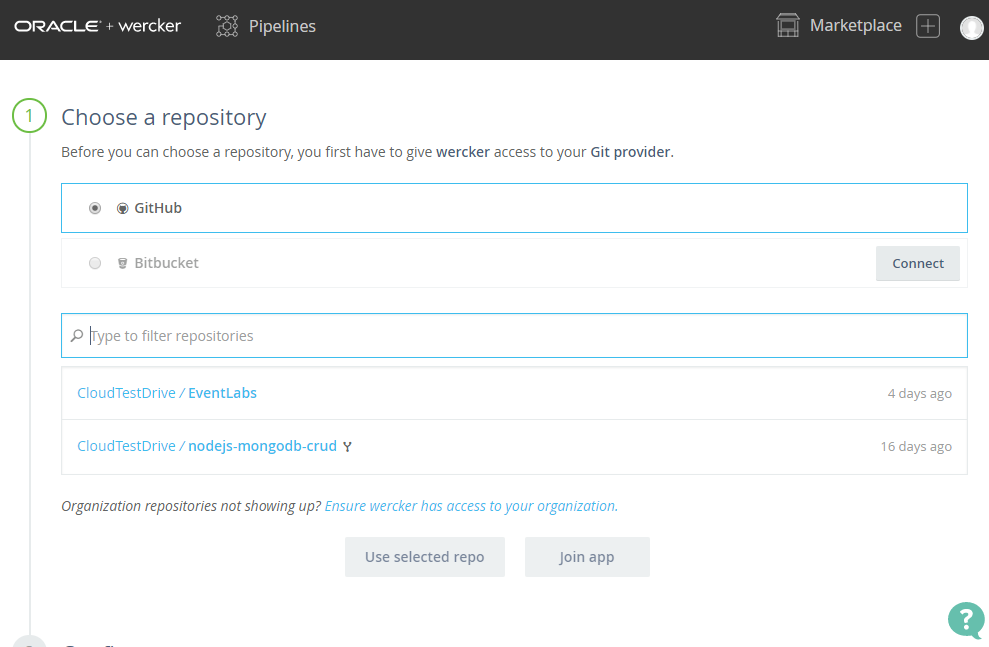 ORACLE + wercker Pipelines Marketplace
1 Choose a repository
Before you can choose a repository, you first have to give wercker access to your Git provider.
GitHub
Bitbucket Connect
Type to filter repositories
CloudTestDrive / EventLabs 4 days ago
CloudTestDrive / nodejs-mongodb-crud 16 days ago
Organization repositories not showing up? Ensure wercker has access to your organization.
Use selected repo Join app
?